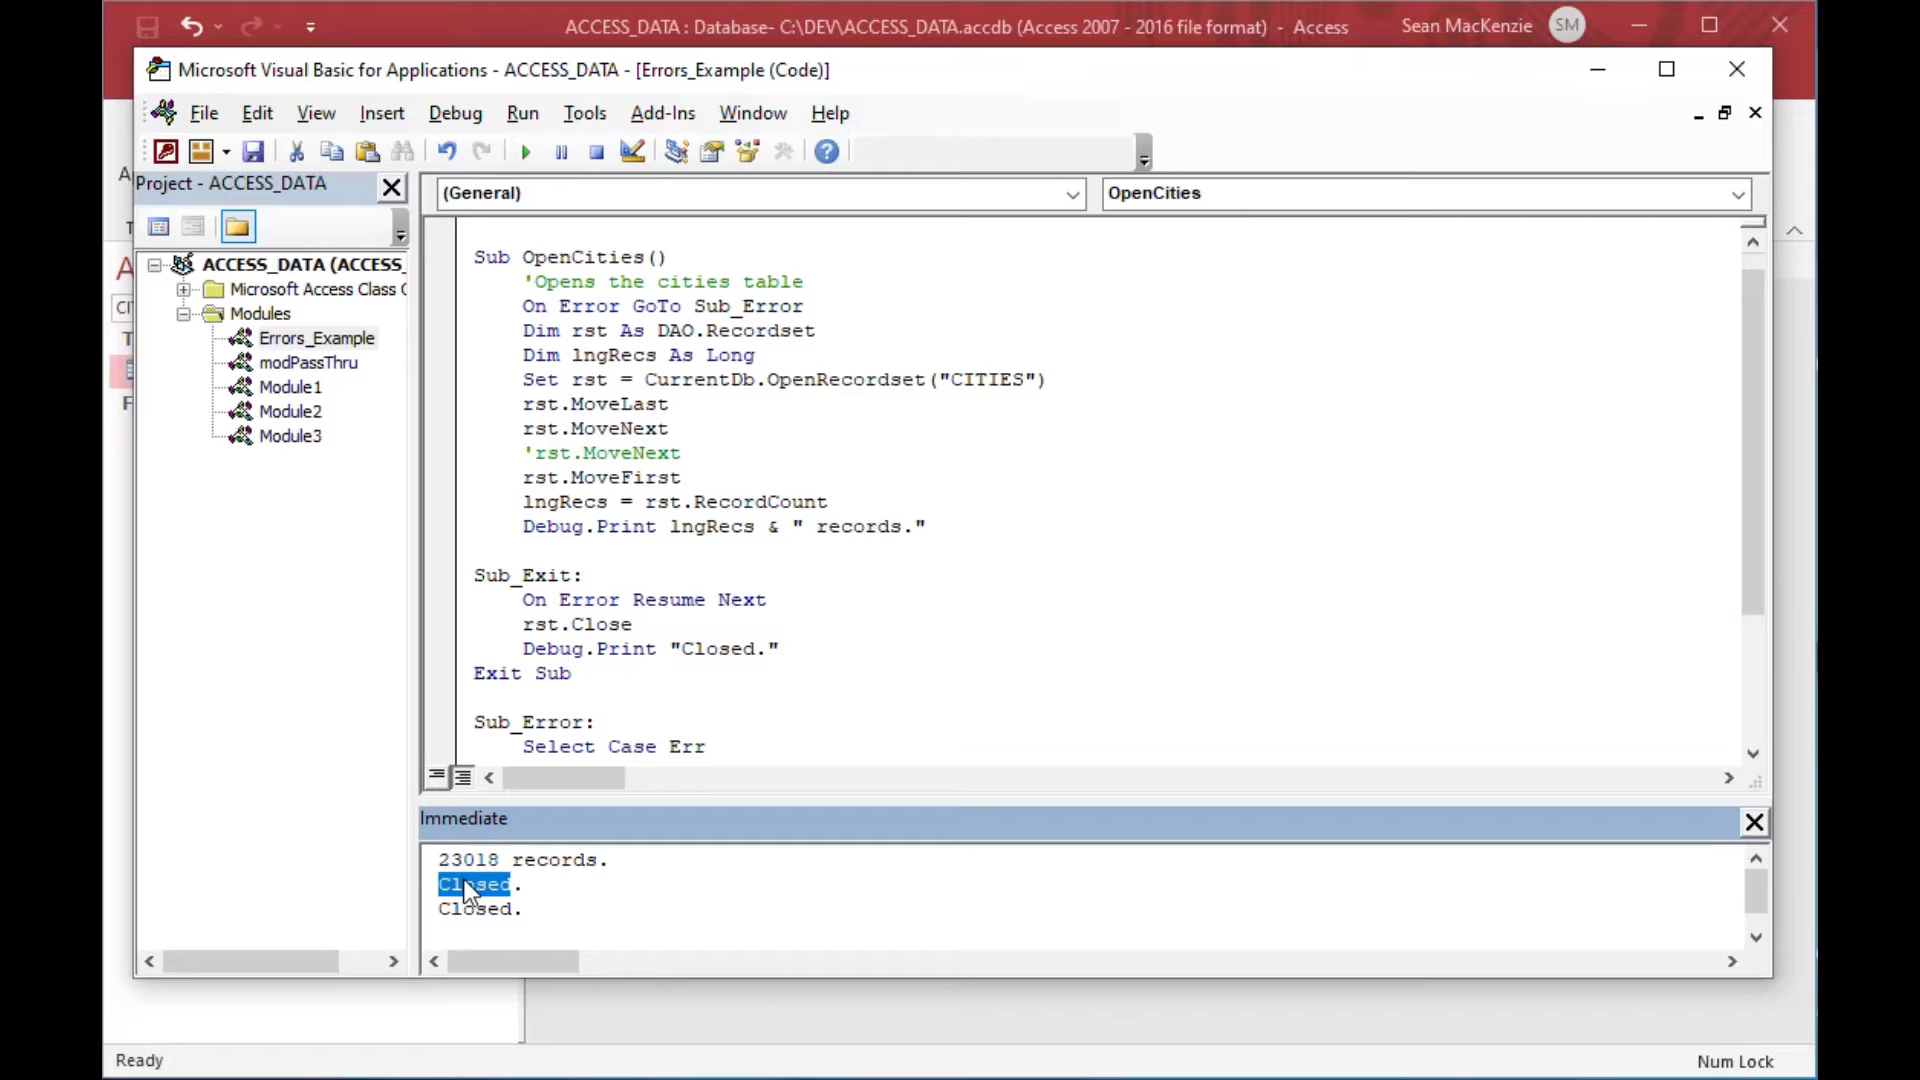 ACCESS_DATA : Database- C:\DEV\ACCESS_DATA.accdb (Access 2007 - 2016 file format) - Access
Sean MacKenzie
SM
Microsoft Visual Basic for Applications - ACCESS_DATA - [Errors_Example (Code)]
File Edit View Insert Debug Run Tools Add-Ins Window Help
Project - ACCESS_DATA
(General)
OpenCities
ACCESS_DATA (ACCESS_
Microsoft Access Class
Modules
Errors_Example
modPassThru
Module1
Module2
Module3
Sub OpenCities()
'Opens the cities table
On Error GoTo Sub_Error
Dim rst As DAO.Recordset
Dim lngRecs As Long
Set rst = CurrentDb.OpenRecordset("CITIES")
rst.MoveLast
rst.MoveNext
'rst.MoveNext
rst.MoveFirst
lngRecs = rst.RecordCount
Debug.Print lngRecs & " records."
Sub_Exit:
On Error Resume Next
rst.Close
Debug.Print "Closed."
Exit Sub
Sub_Error:
Select Case Err
Immediate
23018 records.
Closed.
Closed.
Ready
Num Lock